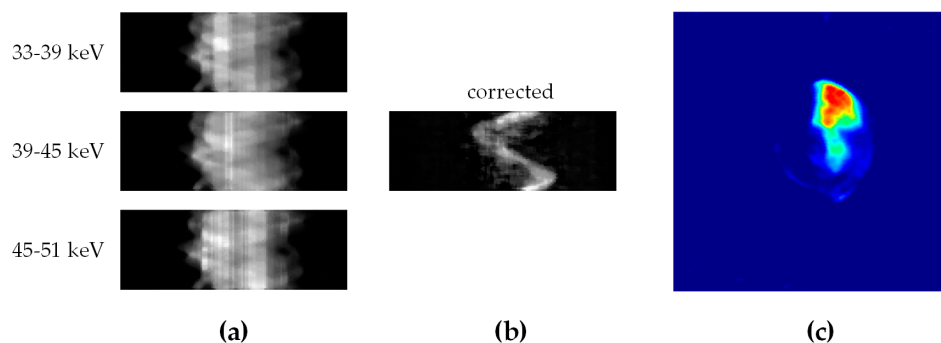 33-39 keV
corrected
39-45 keV
45-51 keV
(a)
(b)
(c)